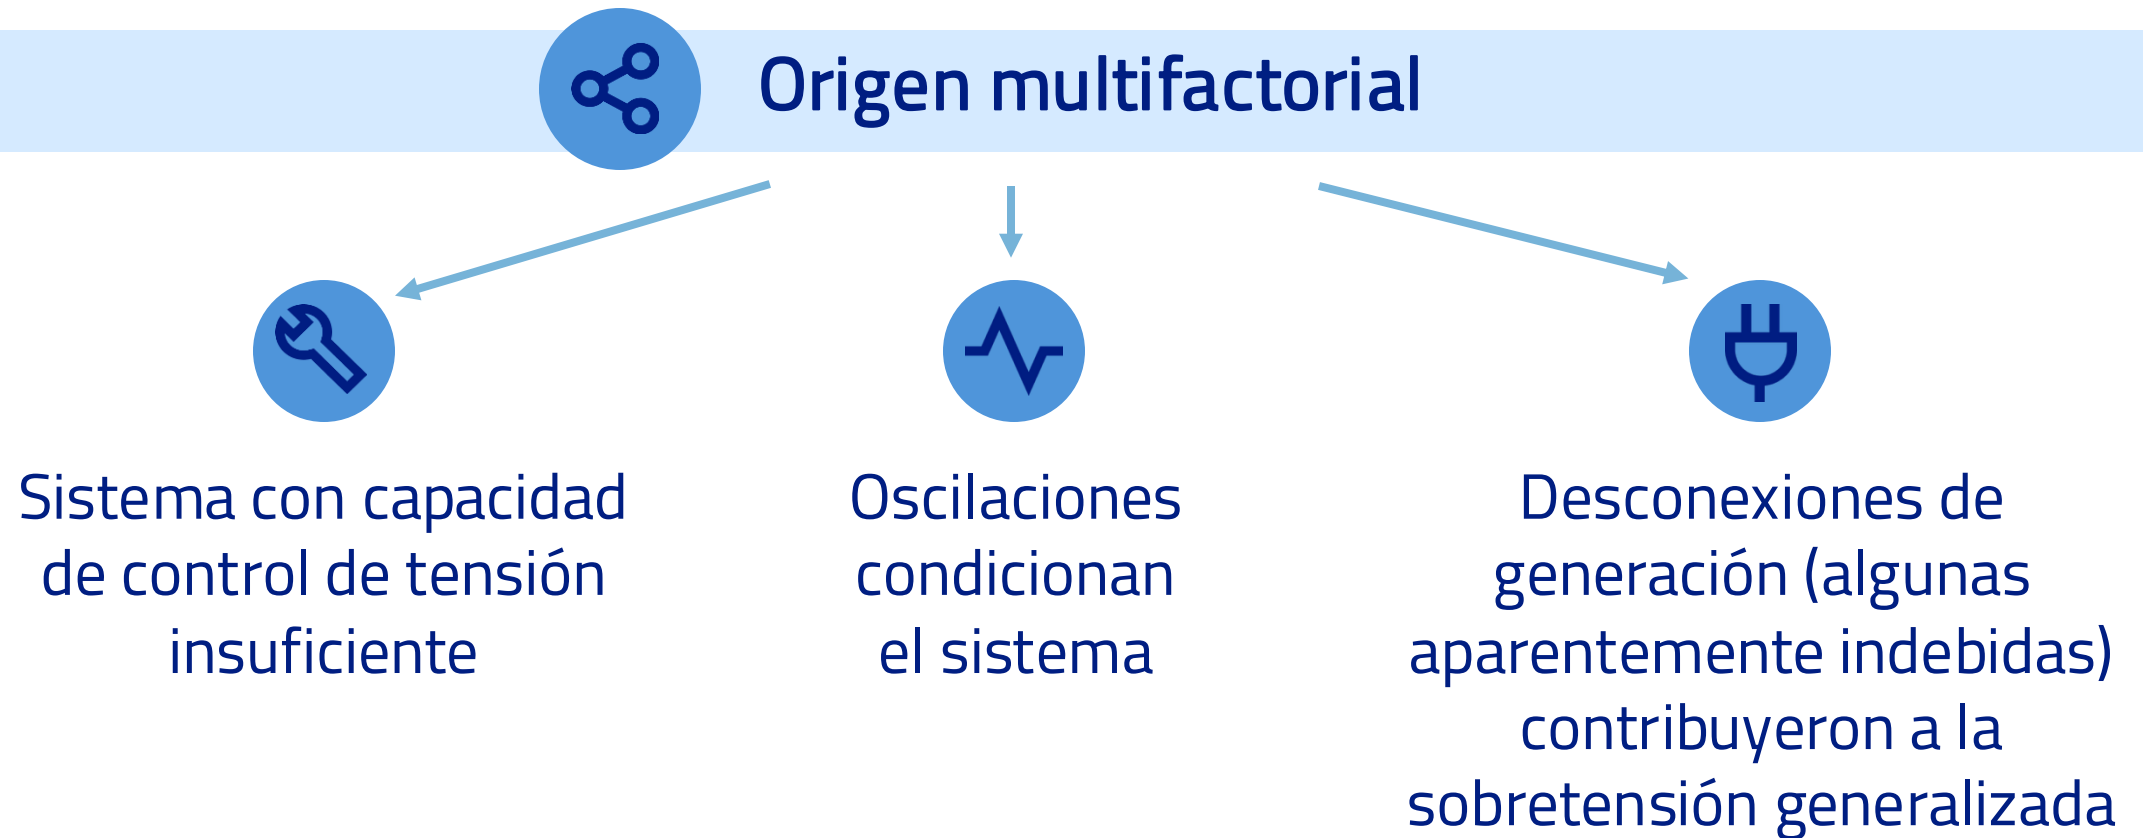 Origen multifactorial
Sistema con capacidad
de control de tensión
insuficiente
Oscilaciones
condicionan
el sistema
Desconexiones de
generación (algunas
aparentemente indebidas)
contribuyeron a la
sobretensión generalizada